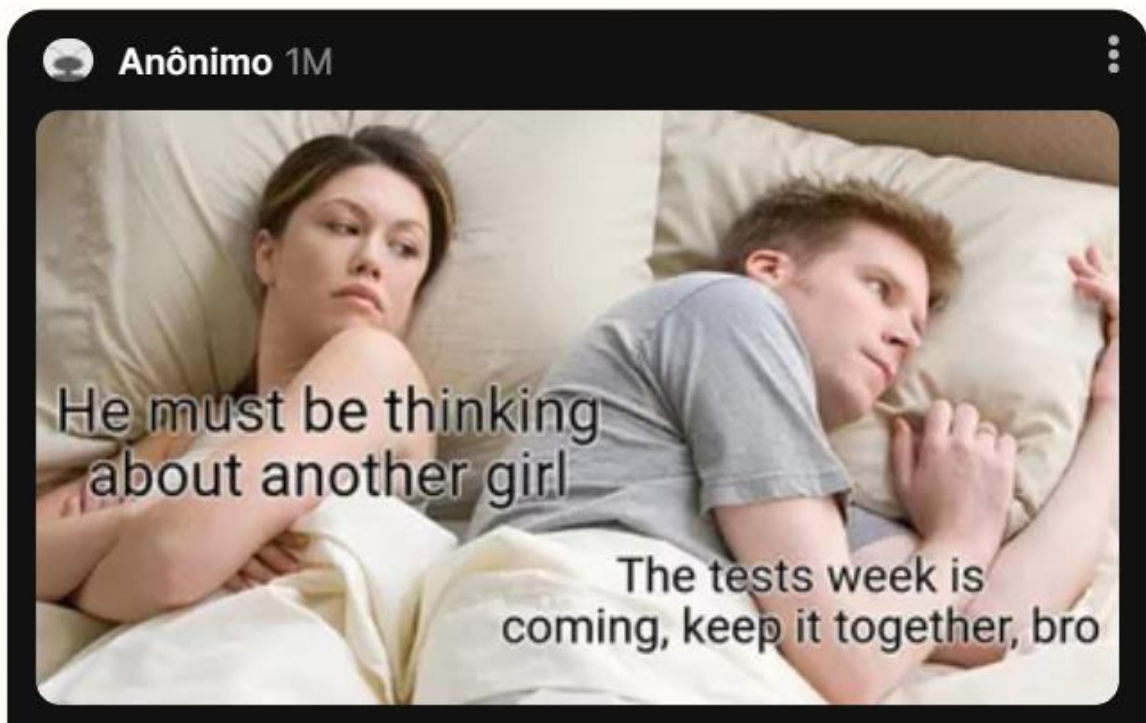 Anônimo 1M
He must be thinking
about another girl
The tests week is
coming, keep it together, bro